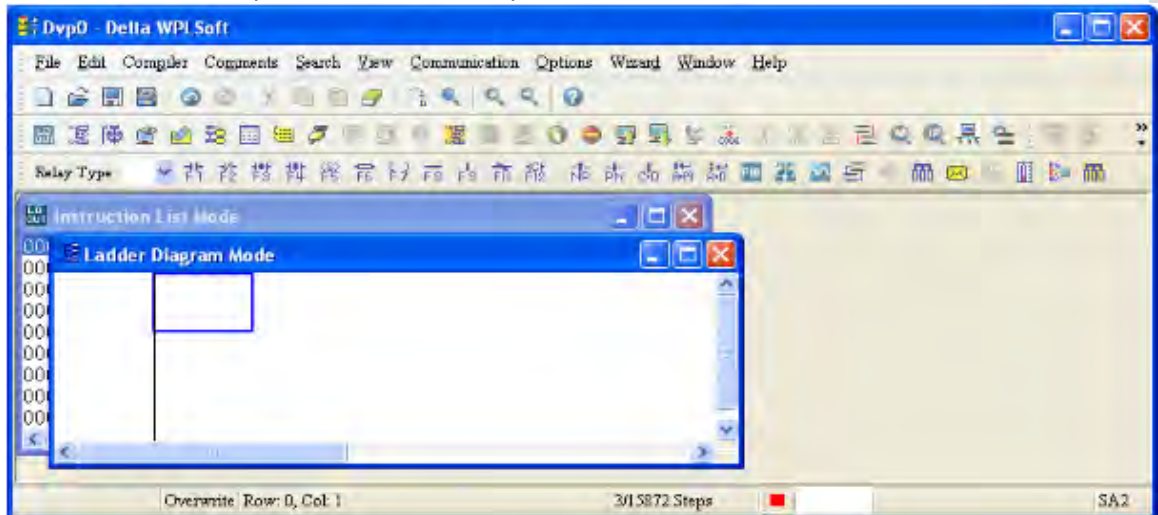 Dvp0 - Delta WPLSoft
File Edit Compiler Comments Search View Communication Options Wizard Window Help
Relay Type
Instruction List Mode
Ladder Diagram Mode
Overwrite Row: 0, Col: 1 3/15872 Steps SA2